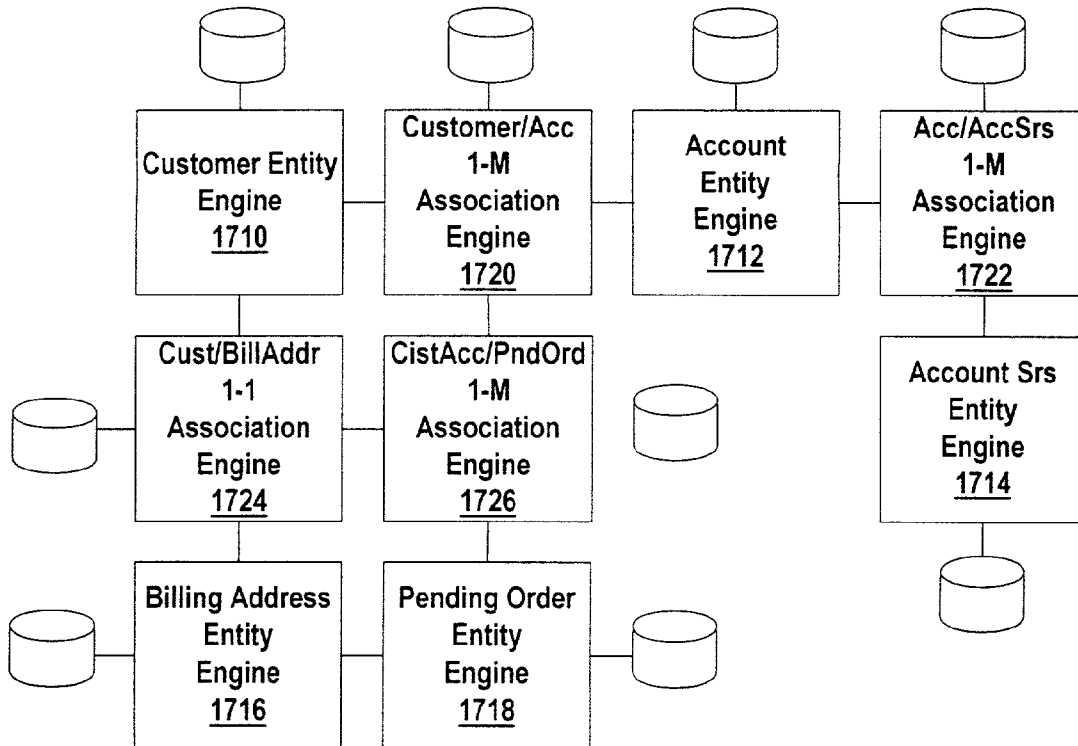 Customer Entity
Engine
1710
Customer/Acc
1-M
Association
Engine
1720
Account
Entity
Engine
1712
Acc/AccSrs
1-M
Association
Engine
1722
Cust/BillAddr
1-1
Association
Engine
1724
CistAcc/PndOrd
1-M
Association
Engine
1726
Account Srs
Entity
Engine
1714
Billing Address
Entity
Engine
1716
Pending Order
Entity
Engine
1718